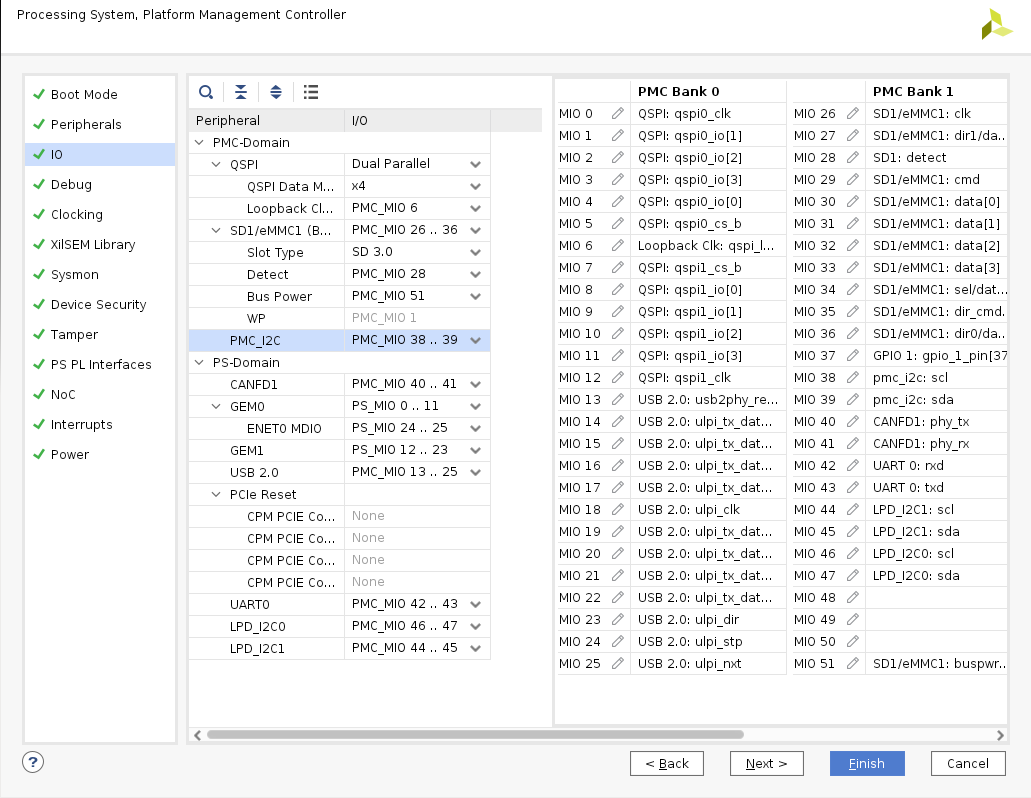 Processing System, Platform Management Controller
Boot Mode
Peripherals
IO
Debug
Clocking
XilSEM Library
Sysmon
Device Security
Tamper
PS PL Interfaces
NoC
Interrupts
Power
Peripheral I/O
PMC-Domain
QSPI Dual Parallel
QSPI Data M... x4
Loopback Cl... PMC_MIO 6
SD1/eMMC1 (B... PMC_MIO 26 .. 36
Slot Type SD 3.0
Detect PMC_MIO 28
Bus Power PMC_MIO 51
WP PMC_MIO 1
PMC_I2C PMC_MIO 38 .. 39
PS-Domain
CANFD1 PMC_MIO 40 .. 41
GEM0 PS_MIO 0 .. 11
ENET0 MDIO PS_MIO 24 .. 25
GEM1 PS_MIO 12 .. 23
USB 2.0 PMC_MIO 13 .. 25
PCIe Reset
CPM PCIE Co... None
CPM PCIE Co... None
CPM PCIE Co... None
CPM PCIE Co... None
UART0 PMC_MIO 42 .. 43
LPD_I2C0 PMC_MIO 46 .. 47
LPD_I2C1 PMC_MIO 44 .. 45
PMC Bank 0 PMC Bank 1
MIO 0 QSPI: qspi0_clk MIO 26 SD1/eMMC1: clk
MIO 1 QSPI: qspi0_io[1] MIO 27 SD1/eMMC1: dir1/da...
MIO 2 QSPI: qspi0_io[2] MIO 28 SD1: detect
MIO 3 QSPI: qspi0_io[3] MIO 29 SD1/eMMC1: cmd
MIO 4 QSPI: qspi0_io[0] MIO 30 SD1/eMMC1: data[0]
MIO 5 QSPI: qspi0_cs_b MIO 31 SD1/eMMC1: data[1]
MIO 6 Loopback Clk: qspi_l... MIO 32 SD1/eMMC1: data[2]
MIO 7 QSPI: qspi1_cs_b MIO 33 SD1/eMMC1: data[3]
MIO 8 QSPI: qspi1_io[0] MIO 34 SD1/eMMC1: sel/dat...
MIO 9 QSPI: qspi1_io[1] MIO 35 SD1/eMMC1: dir_cmd.
MIO 10 QSPI: qspi1_io[2] MIO 36 SD1/eMMC1: dir0/da...
MIO 11 QSPI: qspi1_io[3] MIO 37 GPIO 1: gpio_1_pin[37
MIO 12 QSPI: qspi1_clk MIO 38 pmc_i2c: scl
MIO 13 USB 2.0: usb2phy_re... MIO 39 pmc_i2c: sda
MIO 14 USB 2.0: ulpi_tx_dat... MIO 40 CANFD1: phy_tx
MIO 15 USB 2.0: ulpi_tx_dat... MIO 41 CANFD1: phy_rx
MIO 16 USB 2.0: ulpi_tx_dat... MIO 42 UART 0: rxd
MIO 17 USB 2.0: ulpi_tx_dat... MIO 43 UART 0: txd
MIO 18 USB 2.0: ulpi_clk MIO 44 LPD_I2C1: scl
MIO 19 USB 2.0: ulpi_tx_dat... MIO 45 LPD_I2C1: sda
MIO 20 USB 2.0: ulpi_tx_dat... MIO 46 LPD_I2C0: scl
MIO 21 USB 2.0: ulpi_tx_dat... MIO 47 LPD_I2C0: sda
MIO 22 USB 2.0: ulpi_tx_dat... MIO 48
MIO 23 USB 2.0: ulpi_dir MIO 49
MIO 24 USB 2.0: ulpi_stp MIO 50
MIO 25 USB 2.0: ulpi_nxt MIO 51 SD1/eMMC1: buspwr..
? < Back Next > Finish Cancel